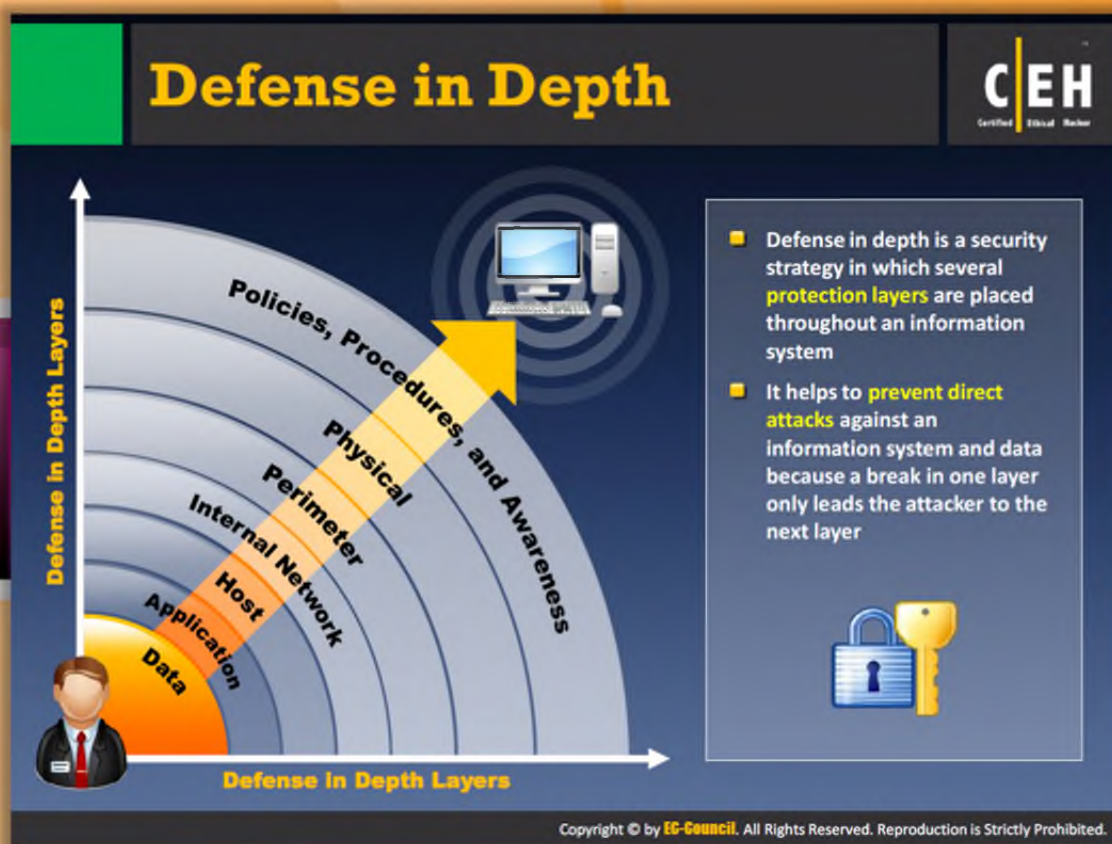 Defense in Depth
C|EH
Certified Ethical Hacker
Defense in Depth Layers
Policies, Procedures, and Awareness
Physical
Perimeter
Internal Network
Host
Application
Data
Defense in Depth Layers
Defense in depth is a security
strategy in which several
protection layers are placed
throughout an information
system
It helps to prevent direct
attacks against an
information system and data
because a break in one layer
only leads the attacker to the
next layer
Copyright © by EC-Council. All Rights Reserved. Reproduction is Strictly Prohibited.